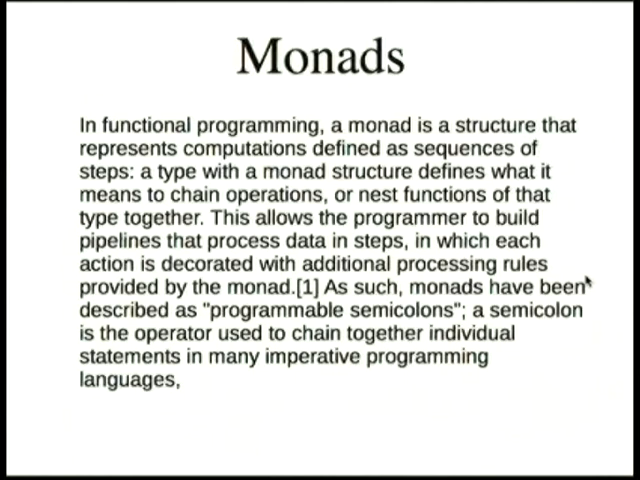 Monads
In functional programming, a monad is a structure that
represents computations defined as sequences of
steps: a type with a monad structure defines what it
means to chain operations, or nest functions of that
type together. This allows the programmer to build
pipelines that process data in steps, in which each
action is decorated with additional processing rules
provided by the monad.[1] As such, monads have been
described as "programmable semicolons"; a semicolon
is the operator used to chain together individual
statements in many imperative programming
languages,